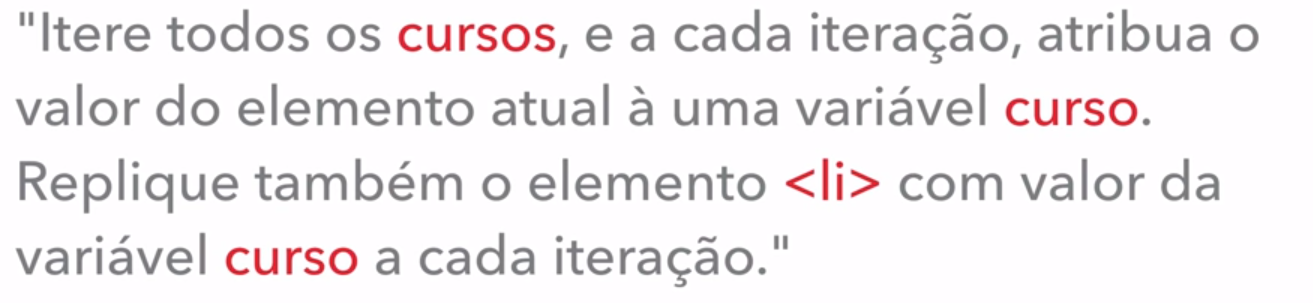 "Itere todos os cursos, e a cada iteração, atribua o
valor do elemento atual à uma variável curso.
Replique também o elemento <li> com valor da
variável curso a cada iteração."